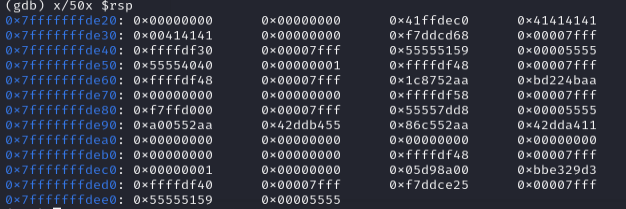 (gdb) x/50x $rsp
0x7fffffffde20: 0x00000000 0x00000000 0x41ffdec0 0x41414141
0x7fffffffde30: 0x00414141 0x00000000 0xf7ddcd68 0x00007fff
0x7fffffffde40: 0xffffdf30 0x00007fff 0x55555159 0x00005555
0x7fffffffde50: 0x55554040 0x00000001 0xffffdf48 0x00007fff
0x7fffffffde60: 0xffffdf48 0x00007fff 0x1c8752aa 0xbd224baa
0x7fffffffde70: 0x00000000 0x00000000 0xffffdf58 0x00007fff
0x7fffffffde80: 0xf7ffd000 0x00007fff 0x55557dd8 0x00005555
0x7fffffffde90: 0xa00552aa 0x42ddb455 0x86c552aa 0x42dda411
0x7fffffffdea0: 0x00000000 0x00000000 0x00000000 0x00000000
0x7fffffffdeb0: 0x00000000 0x00000000 0xffffdf48 0x00007fff
0x7fffffffdec0: 0x00000001 0x00000000 0x05d98a00 0xbbe329d3
0x7fffffffded0: 0xffffdf40 0x00007fff 0xf7ddce25 0x00007fff
0x7fffffffdee0: 0x55555159 0x00005555